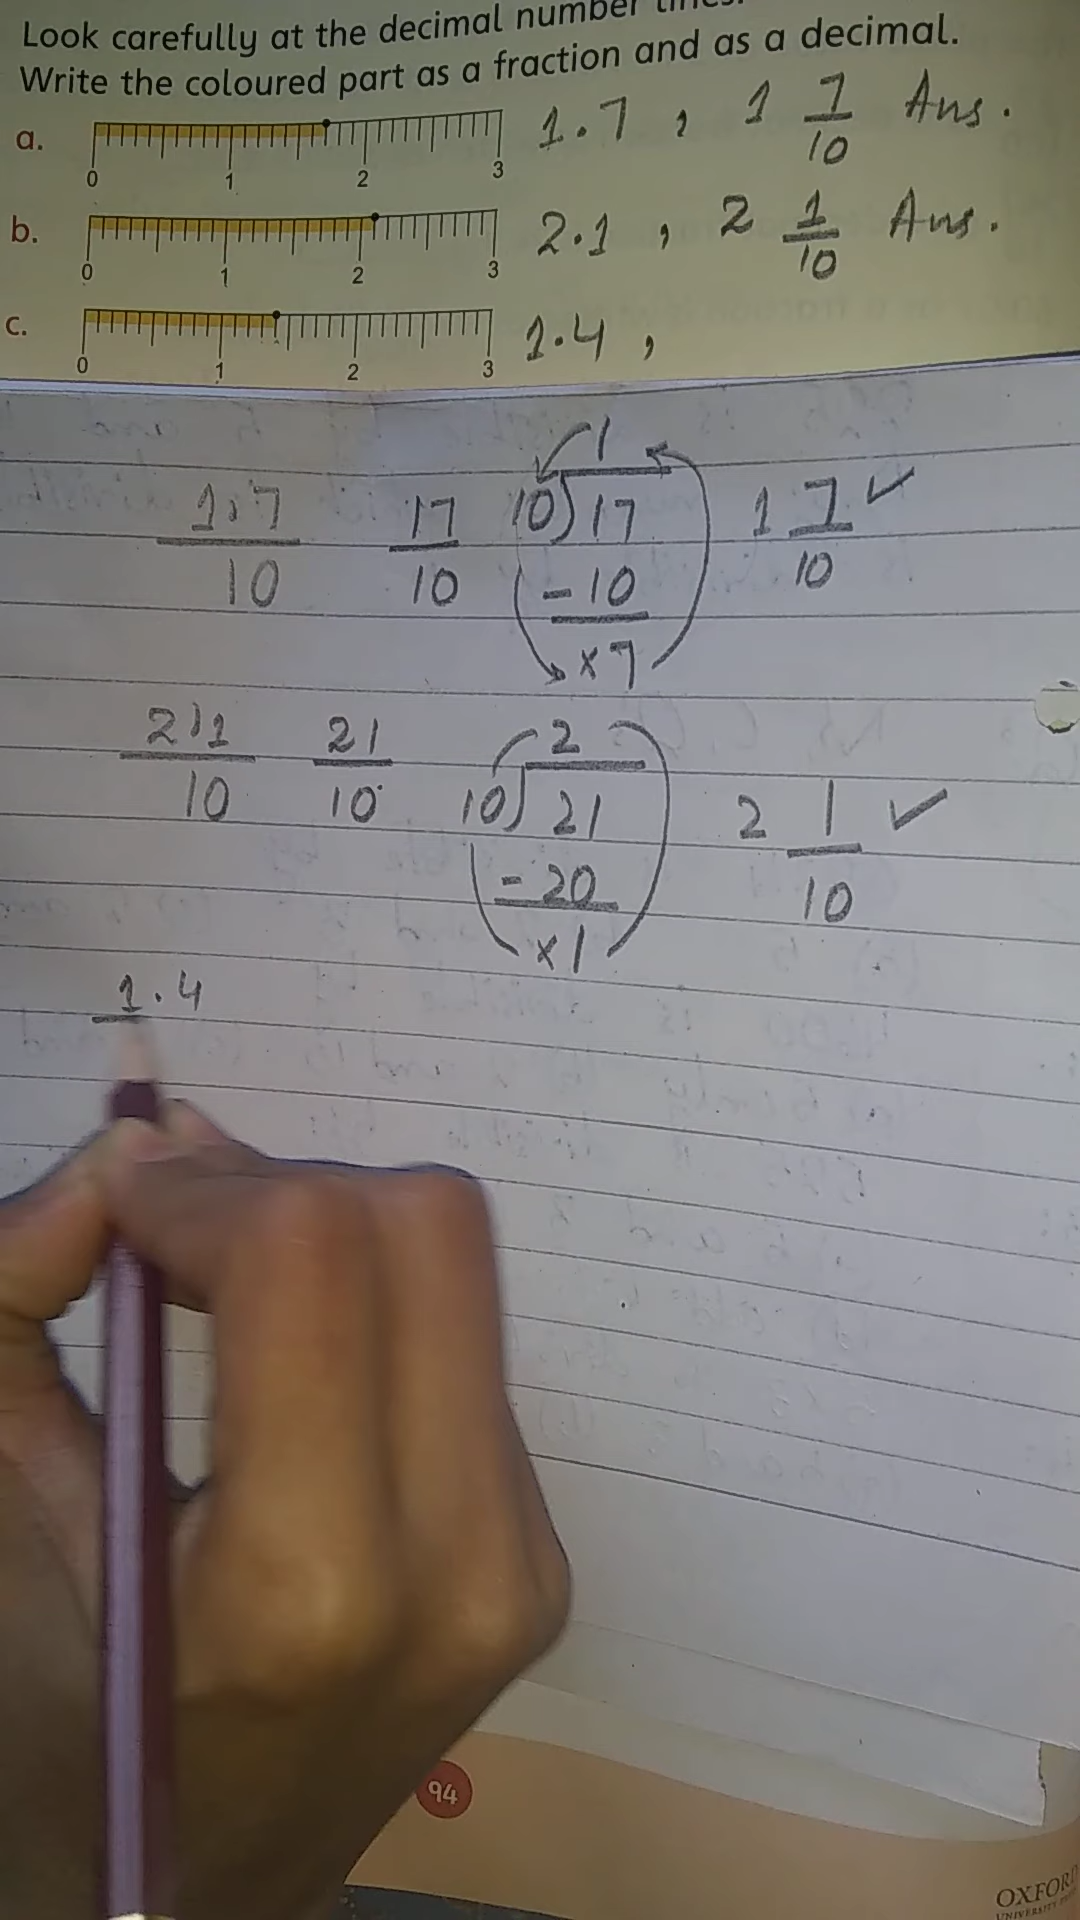 Look carefully at the decimal number lines.
Write the coloured part as a fraction and as a decimal.
a. 0 1 2 3 1.7 , 1 7/10 Ans.
b. 0 1 2 3 2.1 , 2 1/10 Ans.
c. 0 1 2 3 1.4 ,
1.7/10 17/10 1 10)17 1 7/10 ✓
-10
×7
2.1/10 21/10 2 10)21 2 1/10 ✓
-20
×1
1.4
94
OXFORD